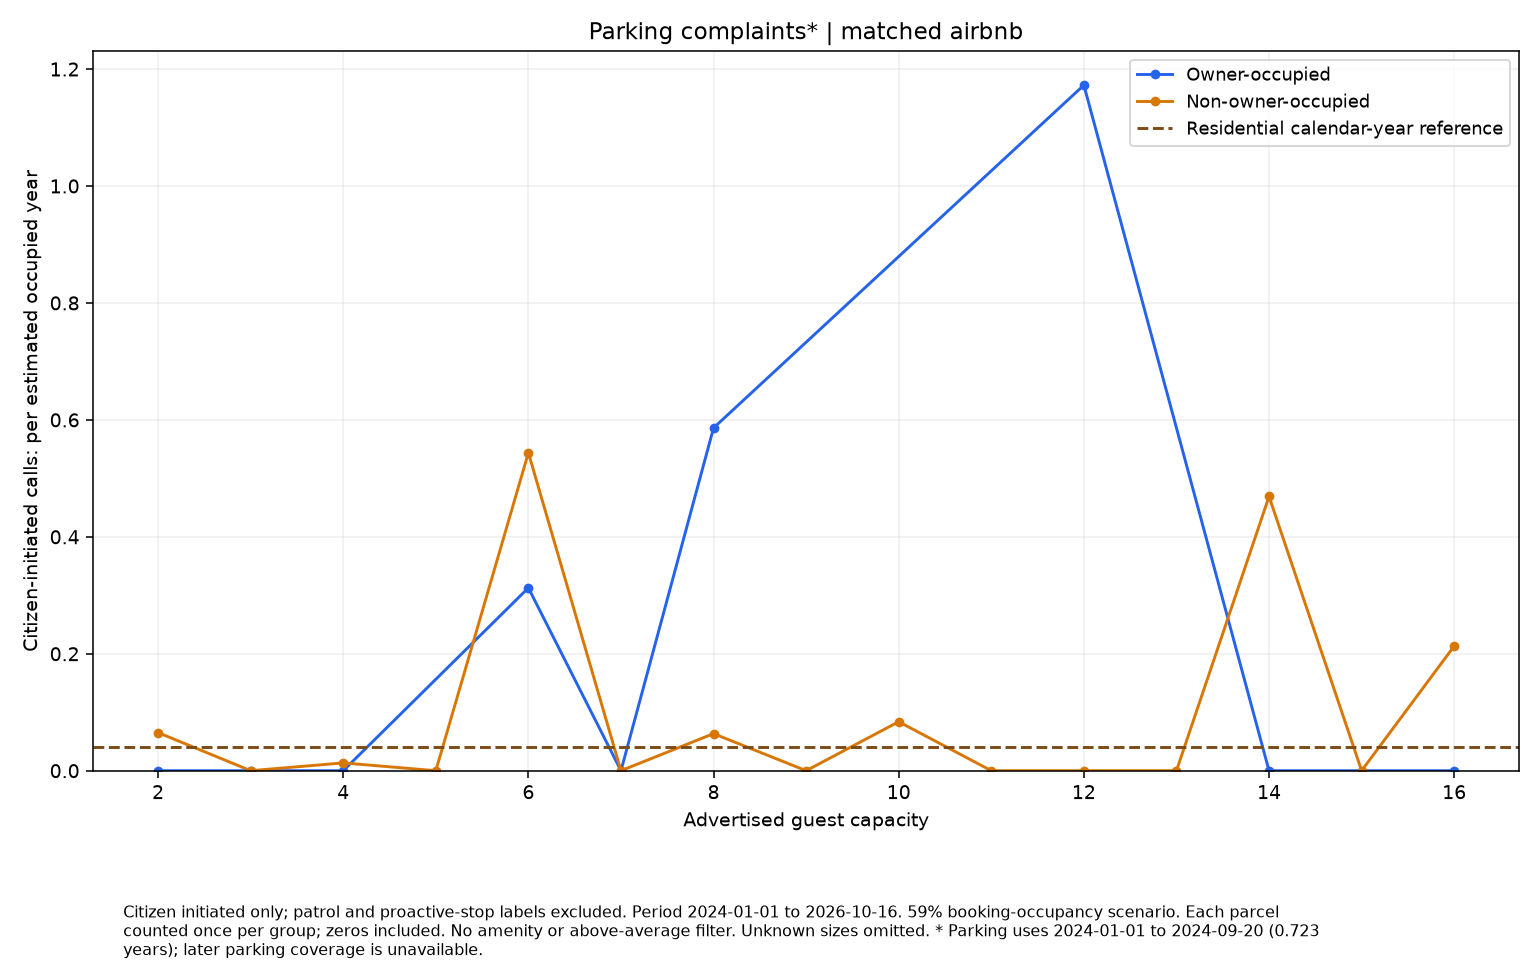 Parking complaints* | matched airbnb
Owner-occupied
Non-owner-occupied
Residential calendar-year reference
Citizen-initiated calls: per estimated occupied year
1.2
1.0
0.8
0.6
0.4
0.2
0.0
2 4 6 8 10 12 14 16
Advertised guest capacity
Citizen initiated only; patrol and proactive-stop labels excluded. Period 2024-01-01 to 2026-10-16. 59% booking-occupancy scenario. Each parcel
counted once per group; zeros included. No amenity or above-average filter. Unknown sizes omitted. * Parking uses 2024-01-01 to 2024-09-20 (0.723
years); later parking coverage is unavailable.